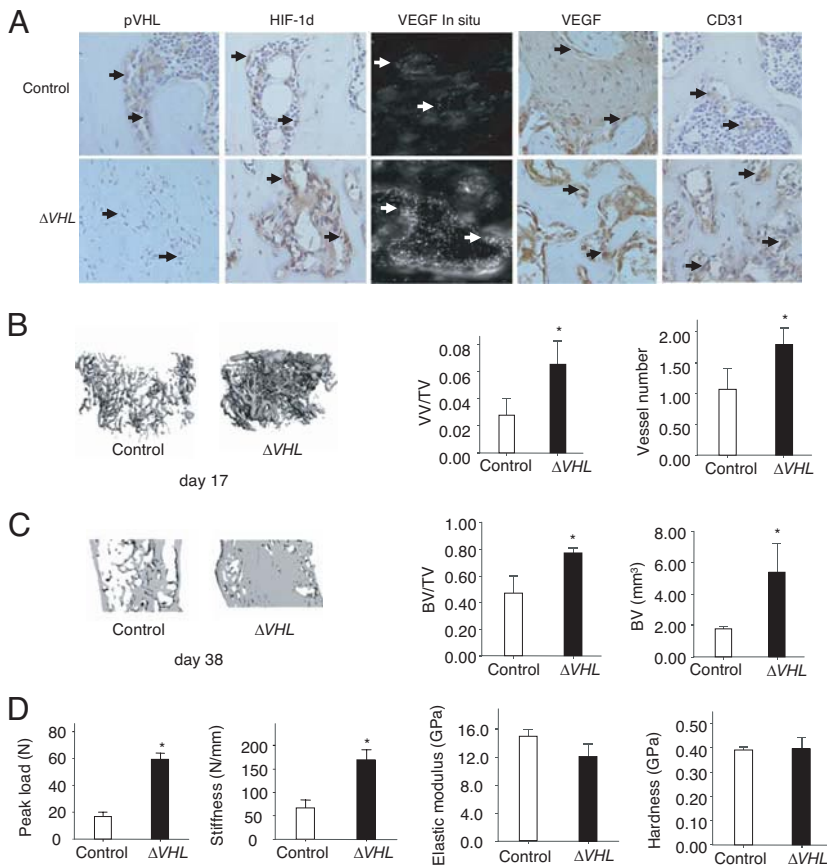 A
pVHL HIF-1d VEGF In situ VEGF CD31
Control
ΔVHL
B
Control ΔVHL
day 17
VV/TV
0.08
0.06
0.04
0.02
0.00
*
Control ΔVHL
Vessel number
2.00
1.50
1.00
0.50
0.00
*
Control ΔVHL
C
Control ΔVHL
day 38
BV/TV
1.00
0.80
0.60
0.40
0.20
0.00
*
Control ΔVHL
BV (mm³)
8.00
6.00
4.00
2.00
0.00
*
Control ΔVHL
D
Peak load (N)
80
60
40
20
0
*
Control ΔVHL
Stiffness (N/mm)
200
150
100
50
0
*
Control ΔVHL
Elastic modulus (GPa)
16.0
12.0
8.0
4.0
0.0
Control ΔVHL
Hardness (GPa)
0.50
0.40
0.30
0.20
0.10
0.00
Control ΔVHL